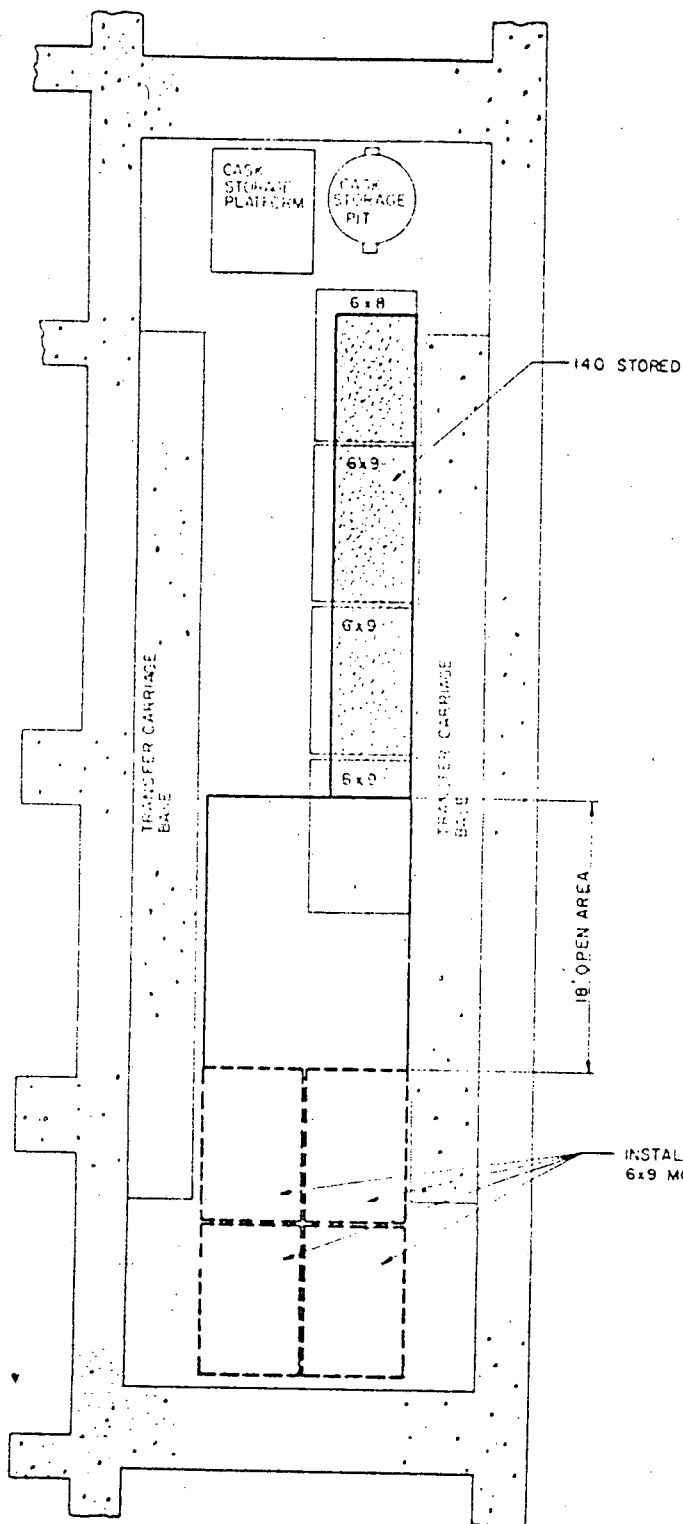 CASK
STORAGE
PLATFORM
CASK
STORAGE
PIT
6x8
140 STORED
6x9
6x9
TRANSFER CARRIAGE
BASE
TRANSFER CARRIAGE
BASE
6x9
18' OPEN AREA
INSTAL
6x9 MO